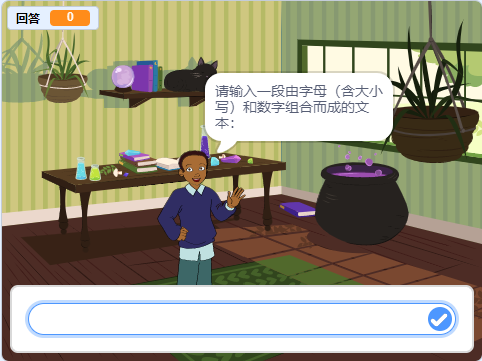 回答 0
请输入一段由字母（含大小
写）和数字组合而成的文
本：